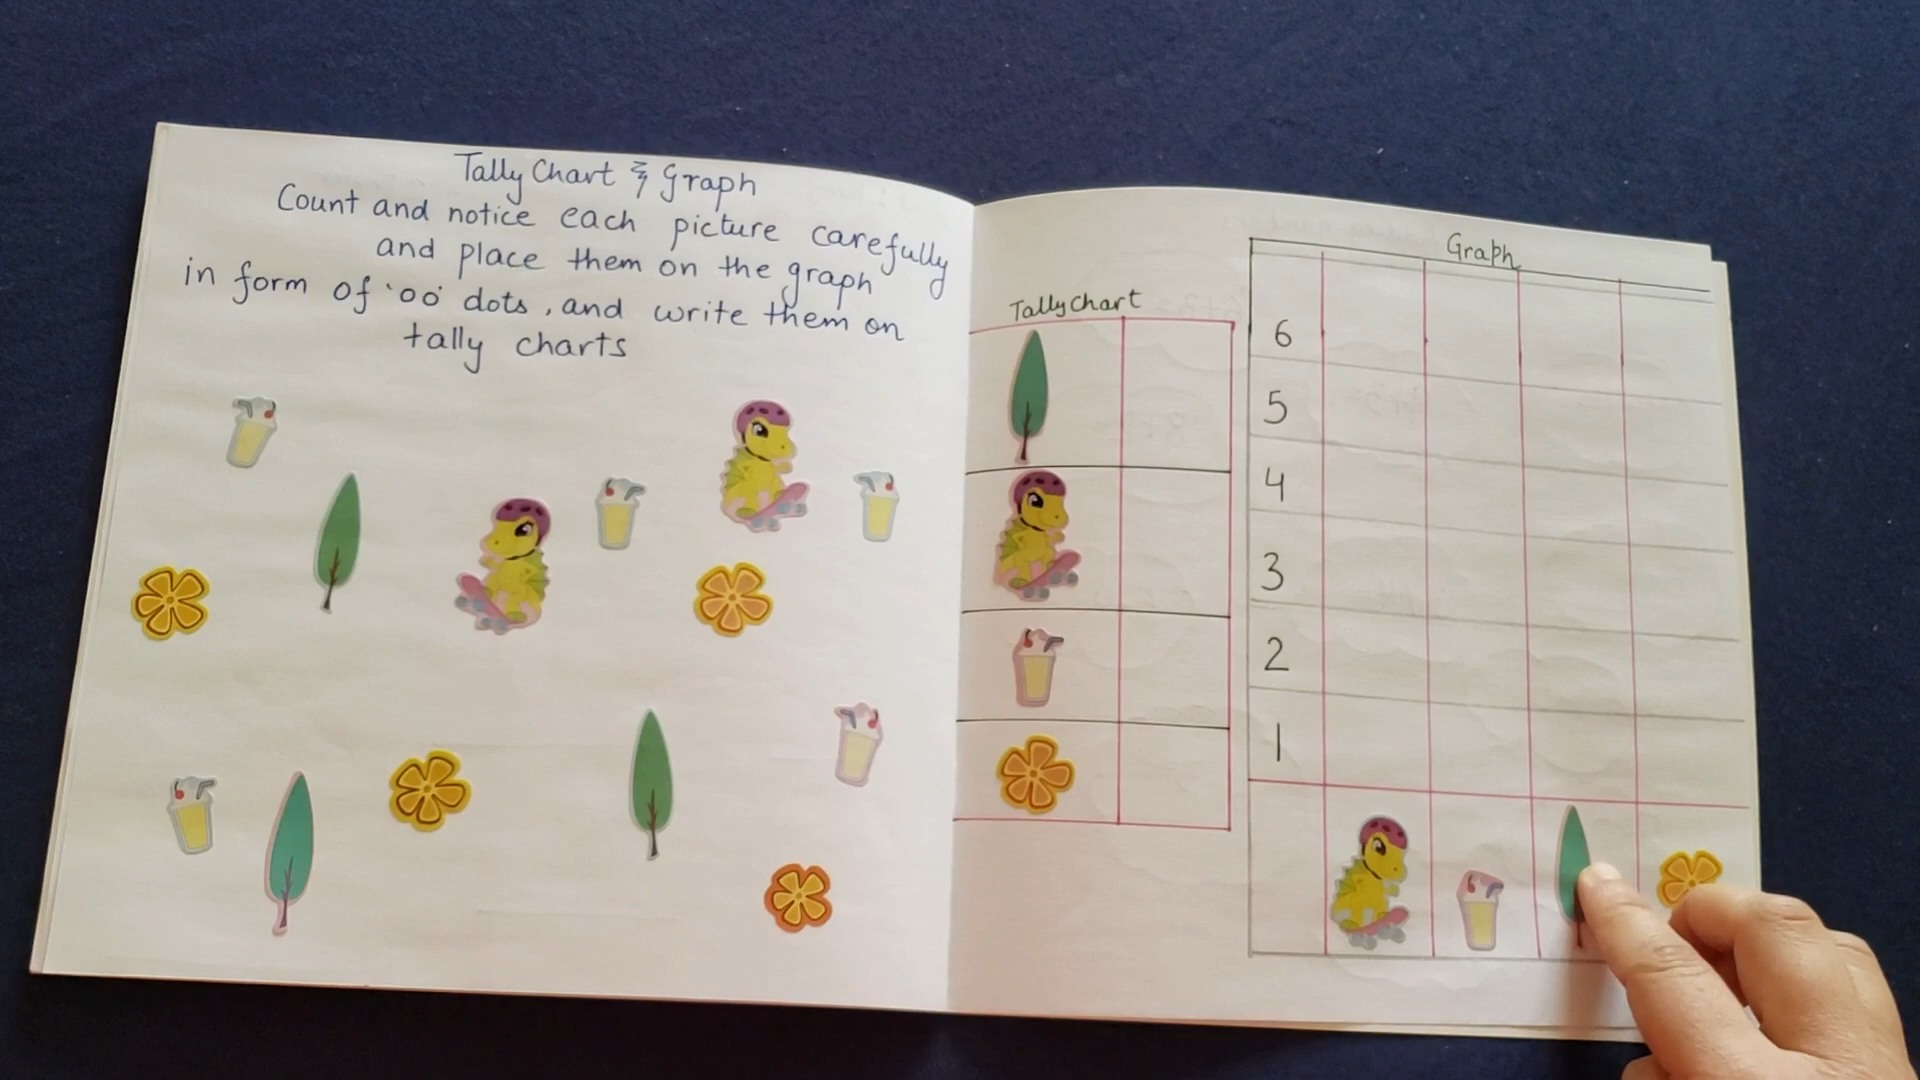 Tally Chart & Graph
Count and notice each picture carefully
and place them on the graph
in form of 'oo' dots, and write them on
tally charts
Tally Chart
Graph
6
5
4
3
2
1